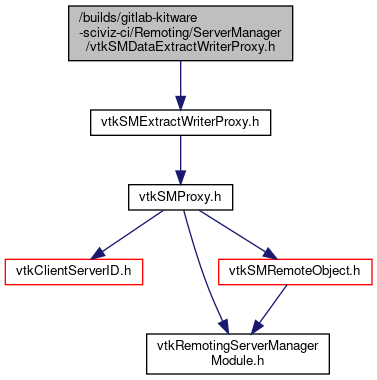 /builds/gitlab-kitware
-sciviz-ci/Remoting/ServerManager
/vtkSMDataExtractWriterProxy.h
vtkSMExtractWriterProxy.h
vtkSMProxy.h
vtkClientServerID.h
vtkSMRemoteObject.h
vtkRemotingServerManager
Module.h